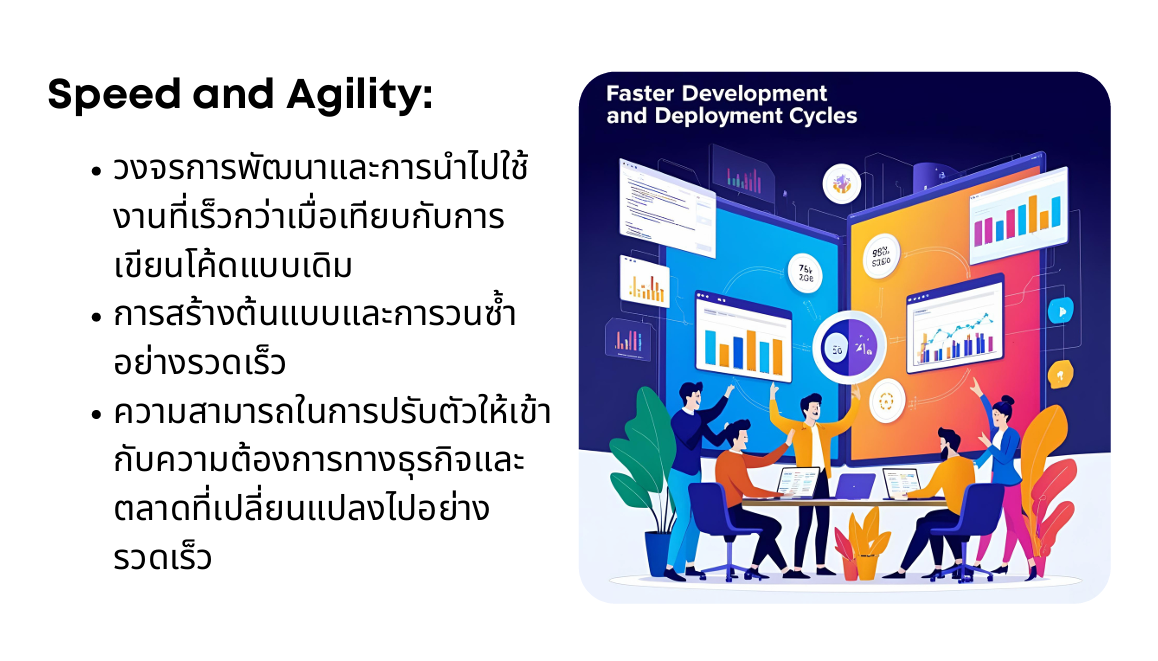 Speed and Agility:
วงจรการพัฒนาและการนำไปใช้
งานที่เร็วกว่าเมื่อเทียบกับการ
เขียนโค้ดแบบเดิม
การสร้างต้นแบบและการวนซ้ำ
อย่างรวดเร็ว
ความสามารถในการปรับตัวให้เข้า
กับความต้องการทางธุรกิจและ
ตลาดที่เปลี่ยนแปลงไปอย่าง
รวดเร็ว
Faster Development
and Deployment Cycles